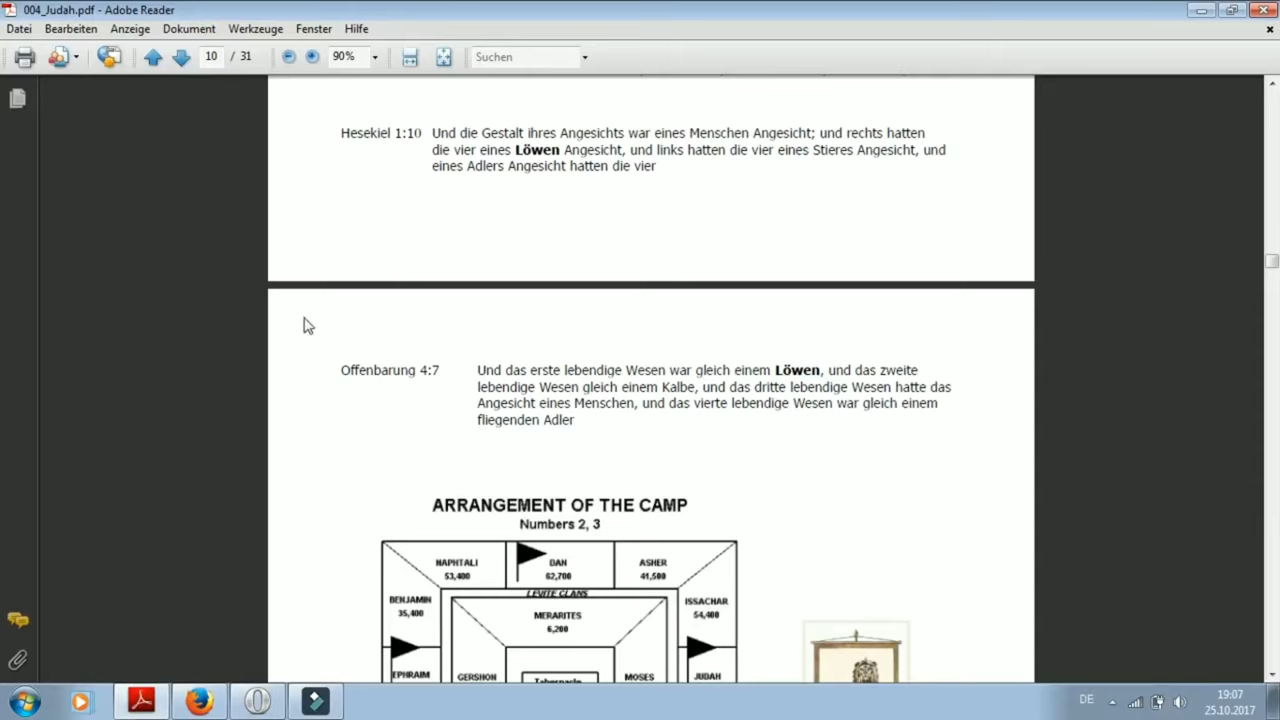 004_Judah.pdf - Adobe Reader
Datei Bearbeiten Anzeige Dokument Werkzeuge Fenster Hilfe
10 / 31 90% Suchen
Hesekiel 1:10 Und die Gestalt ihres Angesichts war eines Menschen Angesicht; und rechts hatten
die vier eines Löwen Angesicht, und links hatten die vier eines Stieres Angesicht, und
eines Adlers Angesicht hatten die vier
Offenbarung 4:7 Und das erste lebendige Wesen war gleich einem Löwen, und das zweite
lebendige Wesen gleich einem Kalbe, und das dritte lebendige Wesen hatte das
Angesicht eines Menschen, und das vierte lebendige Wesen war gleich einem
fliegenden Adler
ARRANGEMENT OF THE CAMP
Numbers 2, 3
NAPHTALI
53,400
DAN
62,700
ASHER
41,500
LEVITE CLANS
BENJAMIN
35,400
MERARITES
6,200
ISSACHAR
54,400
EPHRAIM
GERSHON
Tabernacle
MOSES
JUDAH
DE
19:07
25.10.2017